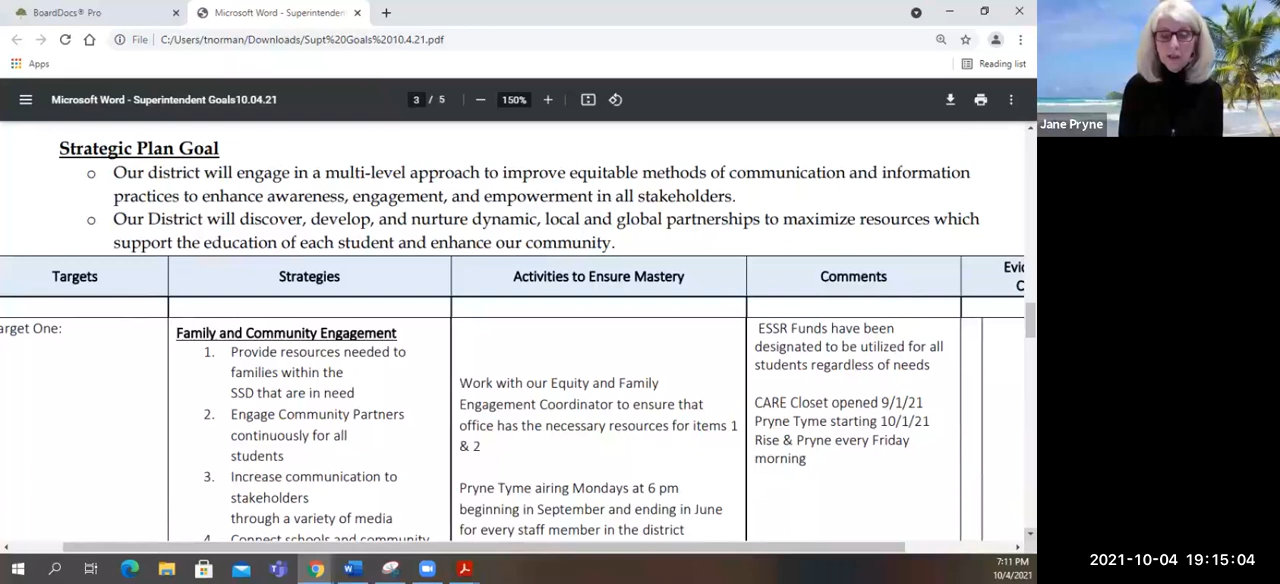 BoardDocs® Pro
Microsoft Word - Superintenden
File C:/Users/tnorman/Downloads/Supt%20Goals%2010.4.21.pdf
Apps
Reading list
Microsoft Word - Superintendent Goals10.04.21
3 / 5
150%
Jane Pryne
Strategic Plan Goal
o Our district will engage in a multi-level approach to improve equitable methods of communication and information
practices to enhance awareness, engagement, and empowerment in all stakeholders.
o Our District will discover, develop, and nurture dynamic, local and global partnerships to maximize resources which
support the education of each student and enhance our community.
Targets
Strategies
Activities to Ensure Mastery
Comments
Evi
C
arget One:
Family and Community Engagement
1. Provide resources needed to
families within the
SSD that are in need
2. Engage Community Partners
continuously for all
students
3. Increase communication to
stakeholders
through a variety of media
4. Connect schools and community
Work with our Equity and Family
Engagement Coordinator to ensure that
office has the necessary resources for items 1
& 2
Pryne Tyme airing Mondays at 6 pm
beginning in September and ending in June
for every staff member in the district
ESSR Funds have been
designated to be utilized for all
students regardless of needs
CARE Closet opened 9/1/21
Pryne Tyme starting 10/1/21
Rise & Pryne every Friday
morning
7:11 PM
10/4/2021
2021-10-04 19:15:04